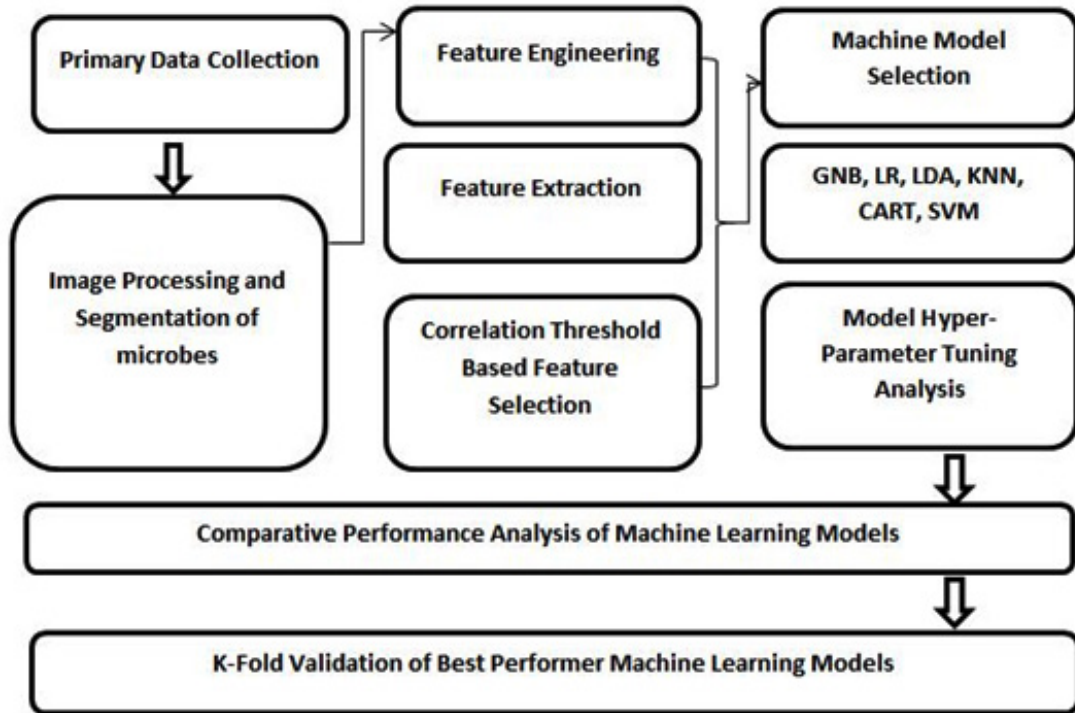 Primary Data Collection
Image Processing and
Segmentation of
microbes
Feature Engineering
Feature Extraction
Correlation Threshold
Based Feature
Selection
Machine Model
Selection
GNB, LR, LDA, KNN,
CART, SVM
Model Hyper-
Parameter Tuning
Analysis
Comparative Performance Analysis of Machine Learning Models
K-Fold Validation of Best Performer Machine Learning Models